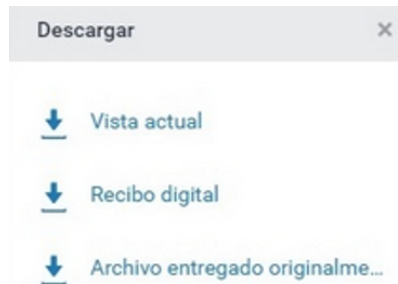 Descargar
Vista actual
Recibo digital
Archivo entregado originalme...